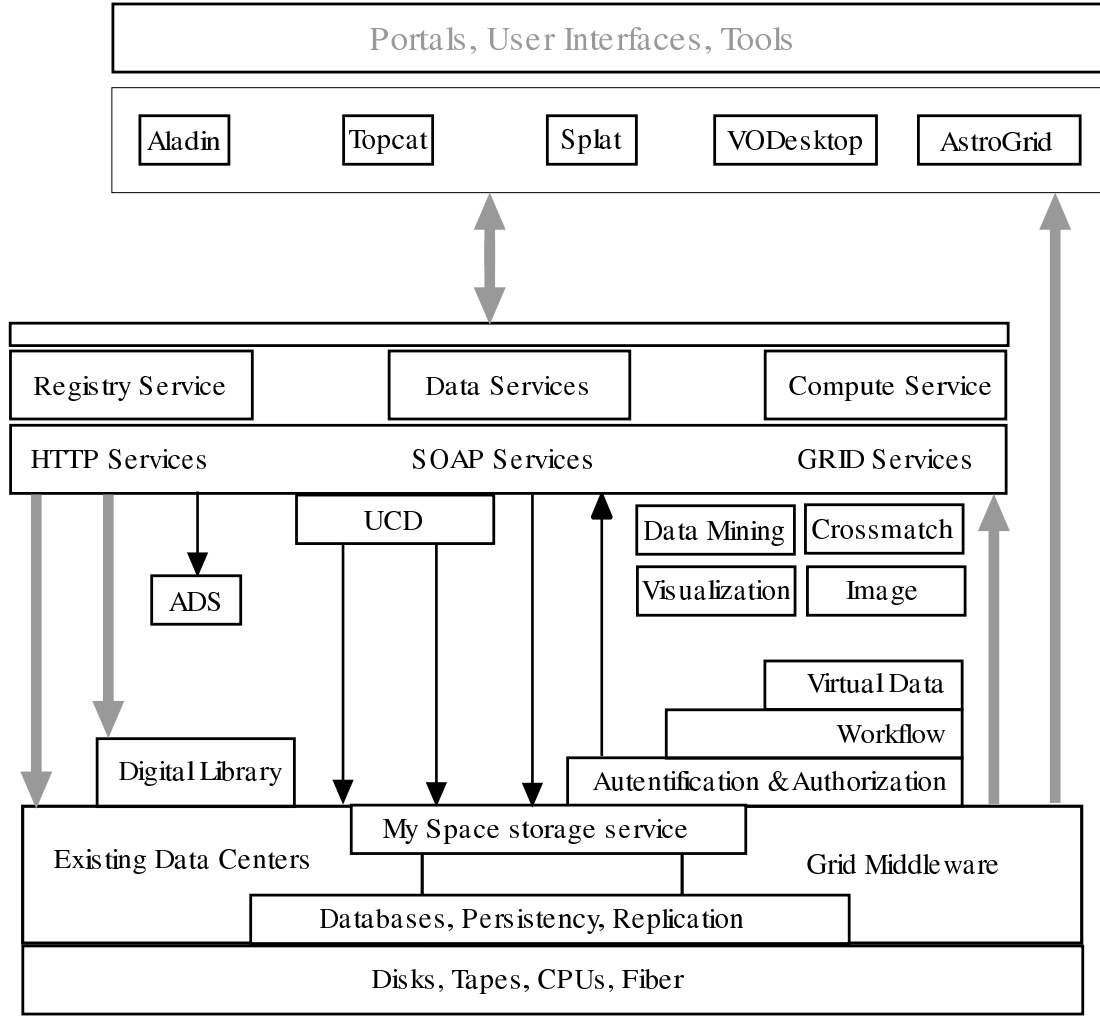 Portals, User Interfaces, Tools
Aladin
Topcat
Splat
VODesktop
AstroGrid
Registry Service
Data Services
Compute Service
HTTP Services
SOAP Services
GRID Services
UCD
Data Mining
Crossmatch
ADS
Visualization
Image
Virtual Data
Workflow
Digital Library
Autentification & Authorization
My Space storage service
Existing Data Centers
Grid Middleware
Databases, Persistency, Replication
Disks, Tapes, CPUs, Fiber